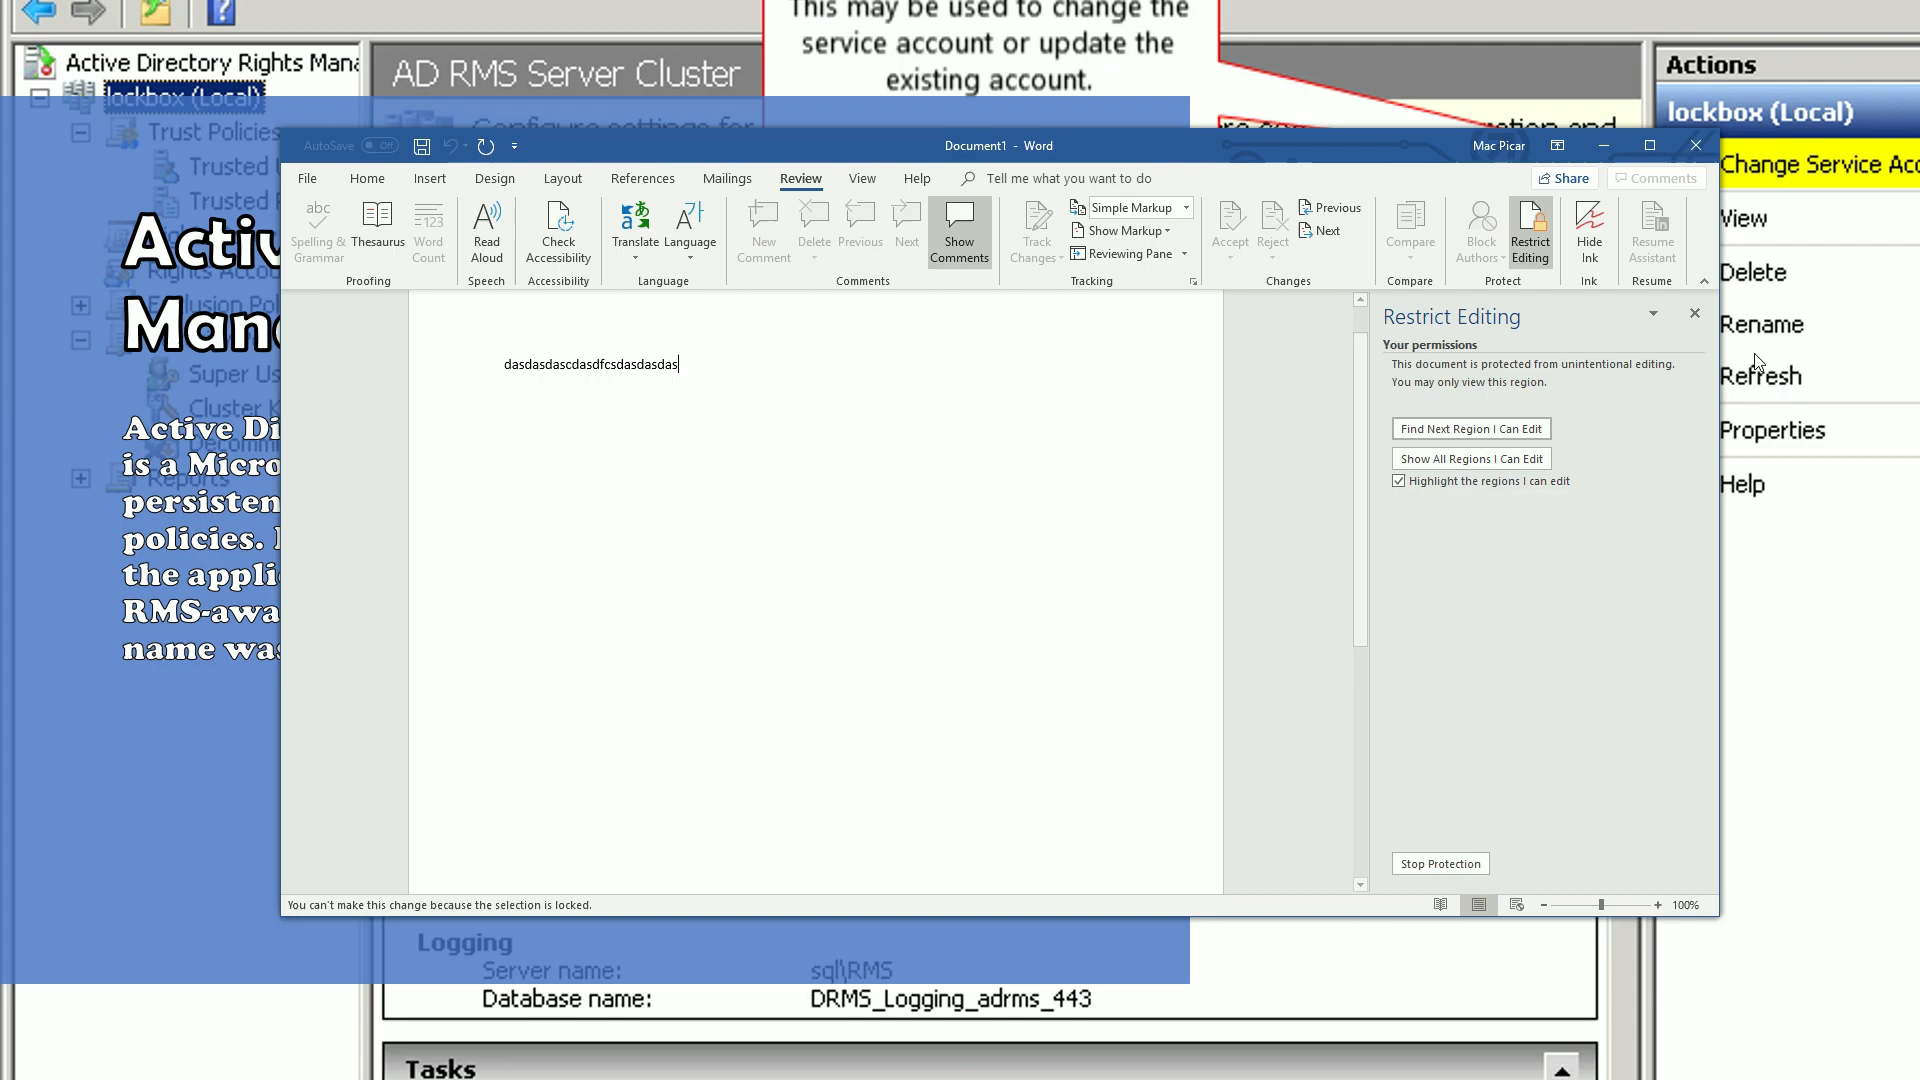 This may be used to change the
service account or update the
existing account.
Active Directory Rights Mana
AD RMS Server Cluster
Actions
lockbox (Local)
lockbox (Local)
Configure settings for
Trust Policies
Trusted
Trusted
Change Service Acc
View
Delete
Rename
Refresh
Properties
Help
Super Us
Cluster K
Decommi
Reports
Activ
Mana
Active Di
is a Micro
persisten
policies.
the appli
RMS-awa
name was
AutoSave Off
Document1 - Word
Mac Picar
File Home Insert Design Layout References Mailings Review View Help Tell me what you want to do
Share Comments
Spelling & Grammar
Thesaurus
Word Count
Read Aloud
Check Accessibility
Translate
Language
New Comment
Delete
Previous
Next
Show Comments
Track Changes
Simple Markup
Show Markup
Reviewing Pane
Accept
Reject
Previous
Next
Compare
Block Authors
Restrict Editing
Hide Ink
Resume Assistant
Proofing Speech Accessibility Language Comments Tracking Changes Compare Protect Ink Resume
dasdasdascdasdfcsdasdasdas
Restrict Editing
Your permissions
This document is protected from unintentional editing.
You may only view this region.
Find Next Region I Can Edit
Show All Regions I Can Edit
Highlight the regions I can edit
Stop Protection
You can't make this change because the selection is locked.
100%
Logging
Server name: sql\RMS
Database name: DRMS_Logging_adrms_443
Tasks